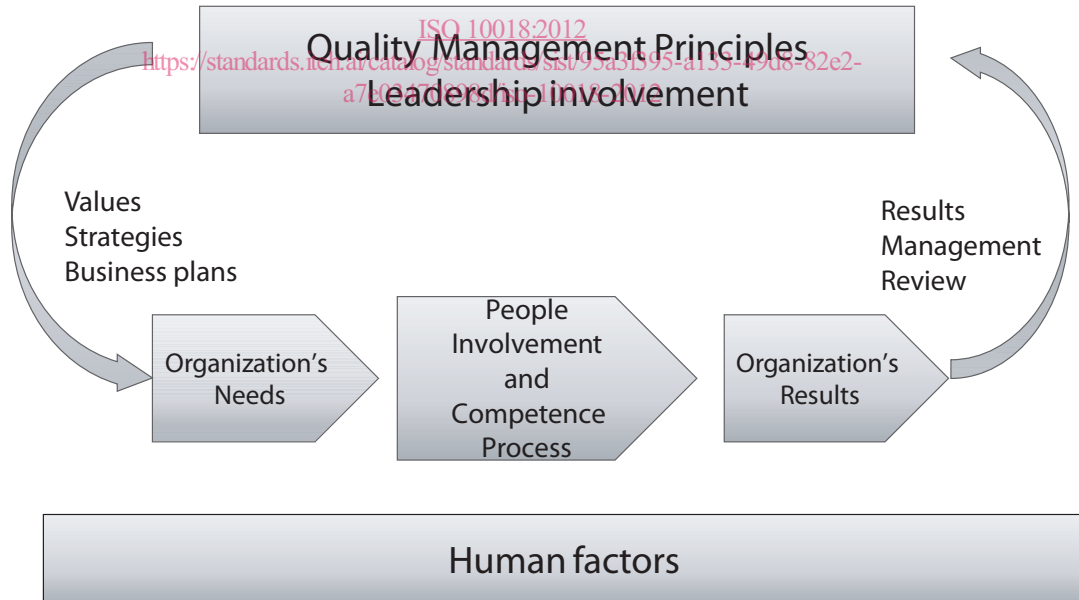 ISO 10018:2012
Quality Management Principles
Leadership involvement
Values
Strategies
Business plans
Results
Management
Review
Organization's
Needs
People
Involvement
and
Competence
Process
Organization's
Results
Human factors